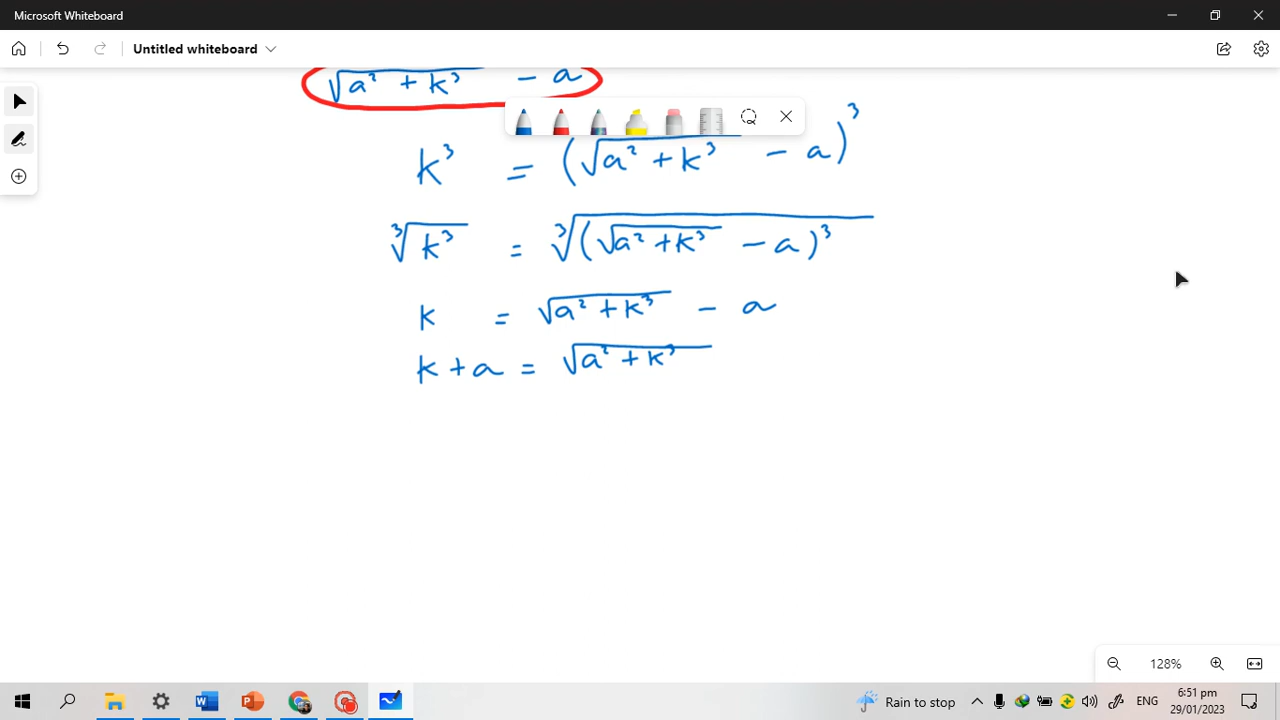 Microsoft Whiteboard
Untitled whiteboard
√(a² + k³) - a
k³ = (√(a² + k³) - a)³
∛(k³) = ∛((√(a² + k³) - a)³)
k = √(a² + k³) - a
k + a = √(a² + k³)
128%
Rain to stop
ENG
6:51 pm
29/01/2023